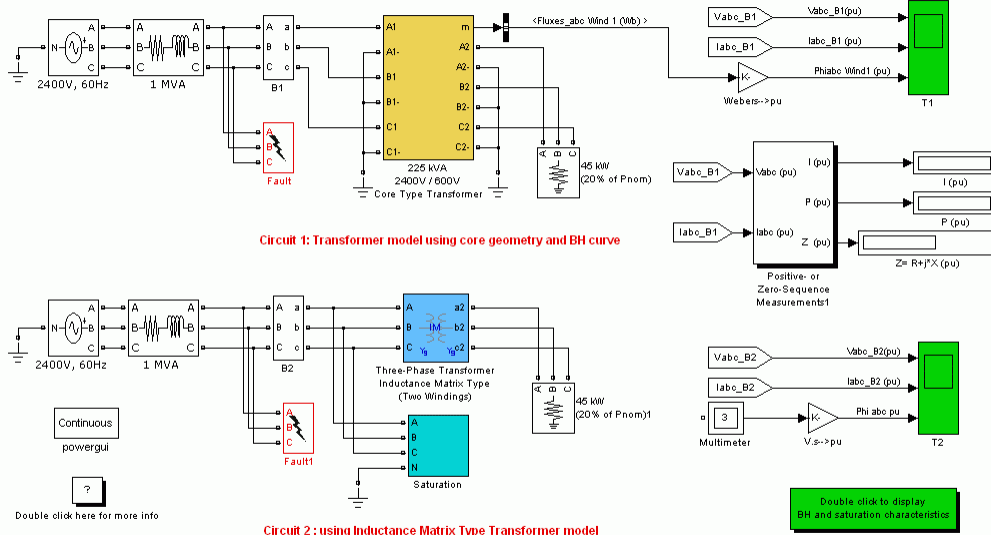 N
A
B
C
2400V, 60Hz
A
B
C
A
B
C
1 MVA
A
B
C
a
b
c
B1
A
B
C
Fault
A1
A1-
B1
B1-
C1
C1-
m
A2
A2-
B2
B2-
C2
C2-
225 kVA
2400V / 600V
Core Type Transformer
<Fluxes_abc Wind 1 (Wb) >
A
B
C
45 kW
(20% of Pnom)
Circuit 1: Transformer model using core geometry and BH curve
Vabc_B1
Vabc_B1(pu)
Iabc_B1
Iabc_B1 (pu)
K-
Webers-->pu
Phiabc Wind1 (pu)
T1
Vabc_B1
Iabc_B1
Vabc (pu)
Iabc (pu)
I (pu)
P (pu)
Z (pu)
Positive- or
Zero-Sequence
Measurements1
I (pu)
P (pu)
Z= R+j*X (pu)
N
A
B
C
2400V, 60Hz
A
B
C
A
B
C
1 MVA
A
B
C
a
b
c
B2
A
B
C
Fault1
A
B
C
IM
Yg
Yg
a2
b2
c2
Three-Phase Transformer
Inductance Matrix Type
(Two Windings)
A
B
C
45 kW
(20% of Pnom)1
A
B
C
N
Saturation
Vabc_B2
Vabc_B2(pu)
Iabc_B2
Iabc_B2 (pu)
3
Multimeter
K-
V.s-->pu
Phi abc pu
T2
Continuous
powergui
?
Double click here for more info
Double click to display
BH and saturation characteristics
Circuit 2 : using Inductance Matrix Type Transformer model